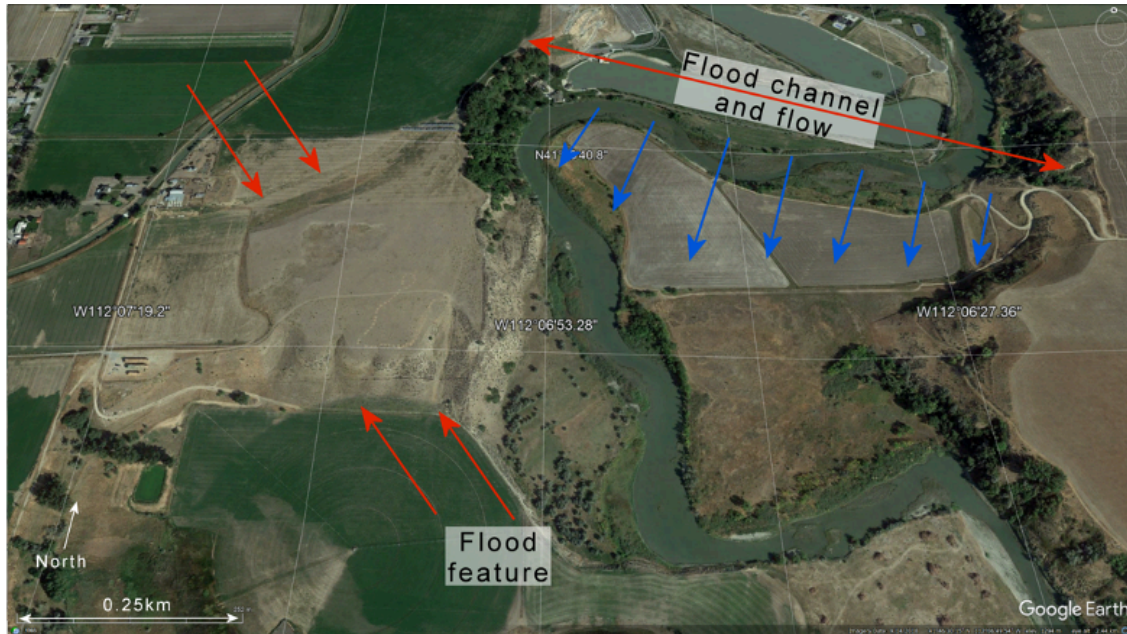 Flood channel
and flow
W112°07'19.2"
W112°06'53.28"
W112°06'27.36"
Flood
feature
North
0.25km
Google Earth